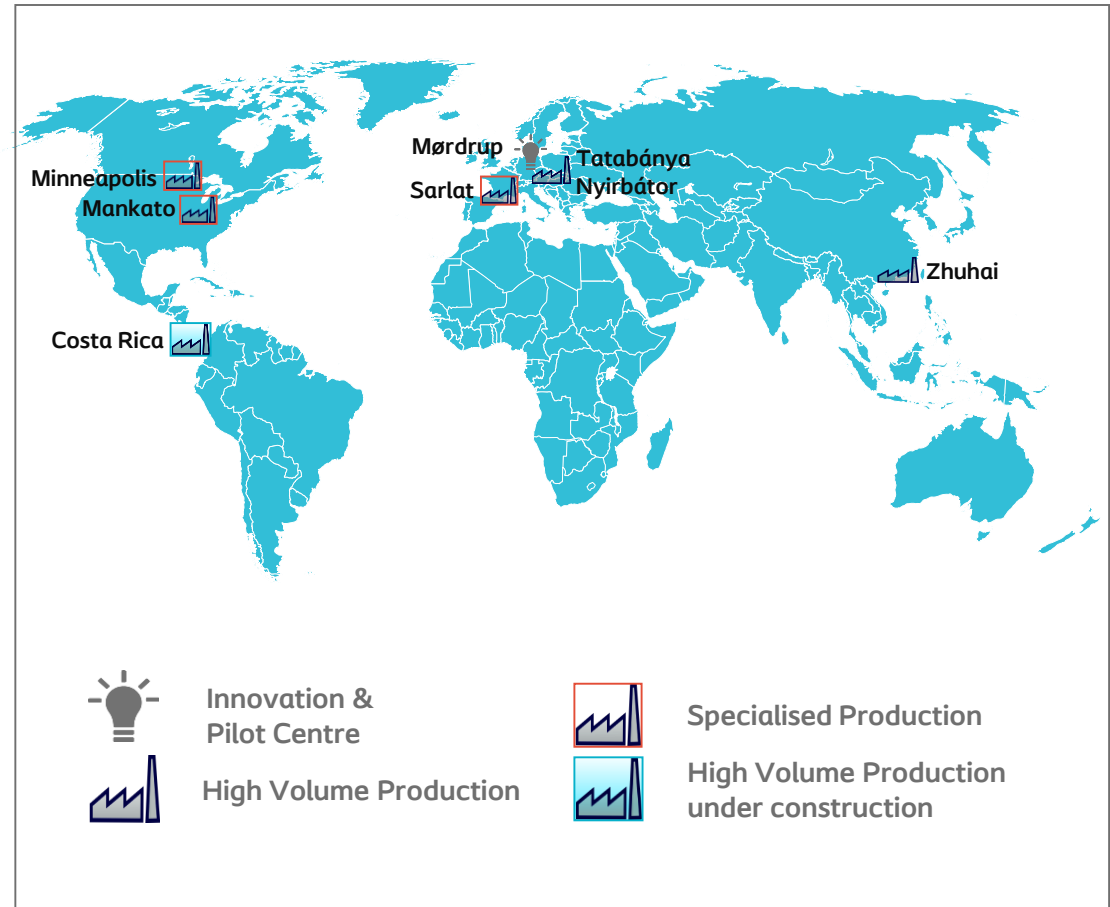 Mørdrup
Tatabánya
Nyirbátor
Minneapolis
Sarlat
Mankato
Zhuhai
Costa Rica
Innovation &
Pilot Centre
Specialised Production
High Volume Production
High Volume Production
under construction